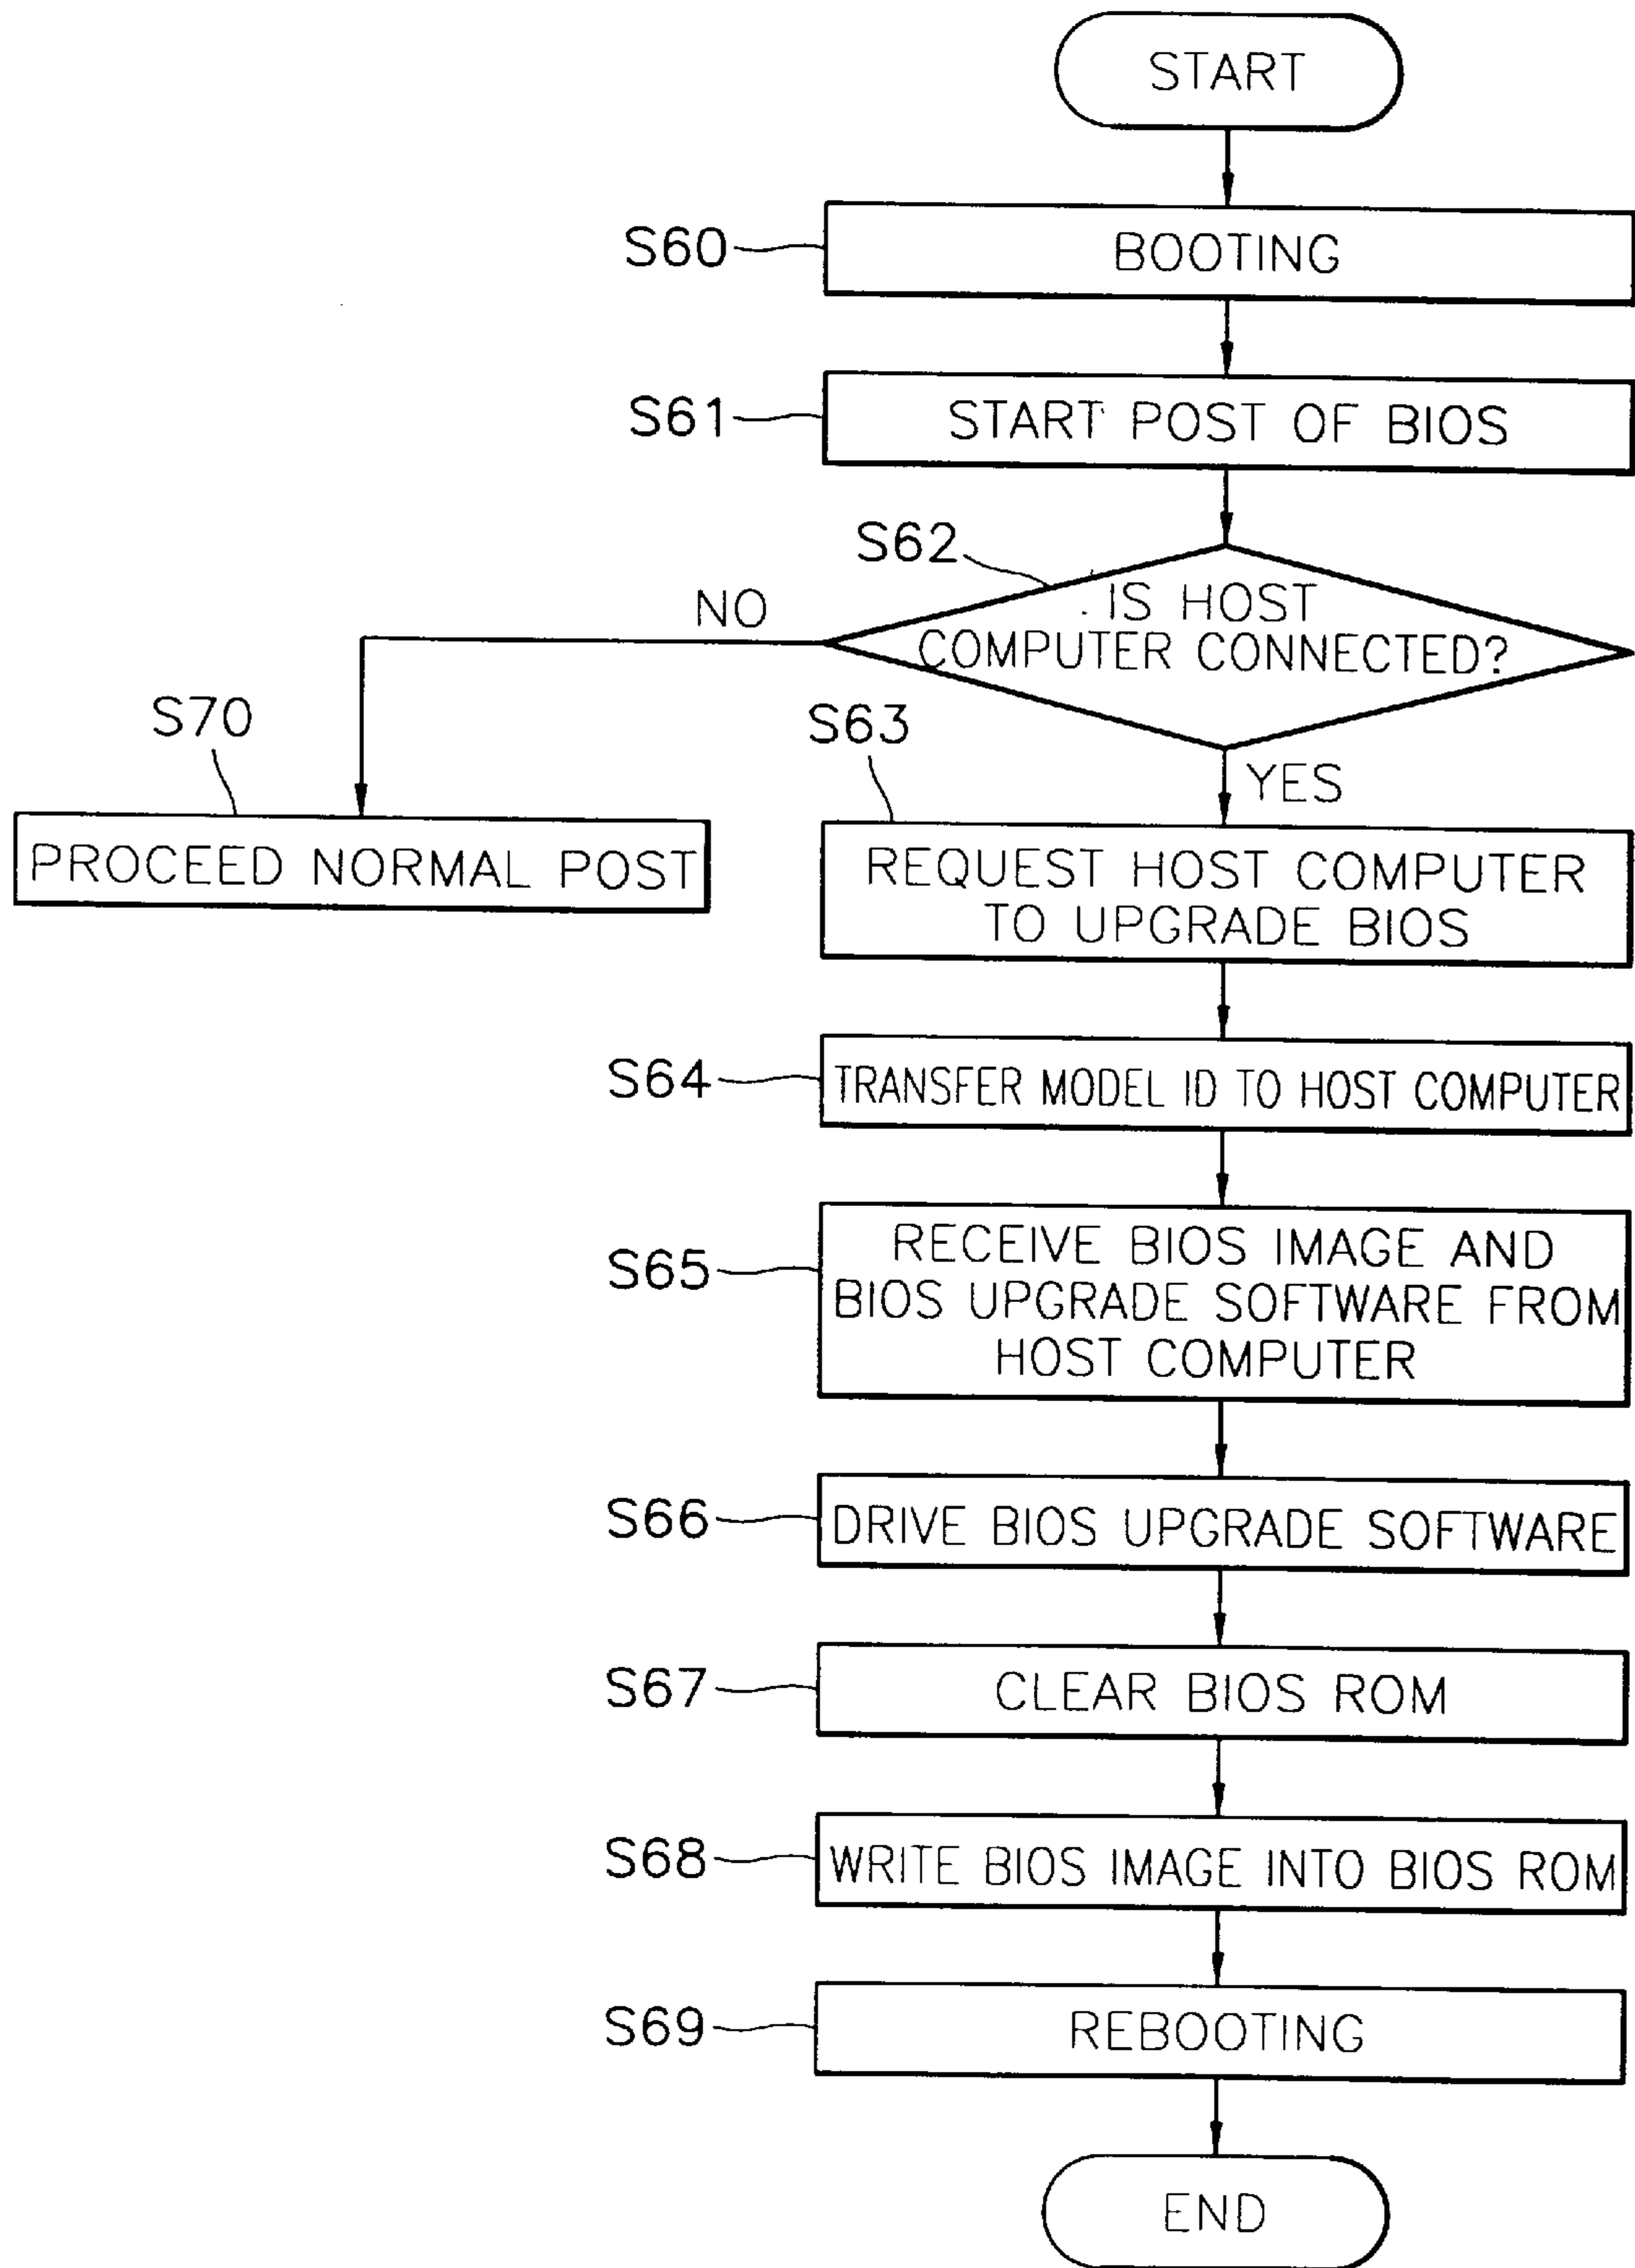 START
S60
BOOTING
S61
START POST OF BIOS
S62
IS HOST
COMPUTER CONNECTED?
NO
YES
S70
PROCEED NORMAL POST
S63
REQUEST HOST COMPUTER
TO UPGRADE BIOS
S64
TRANSFER MODEL ID TO HOST COMPUTER
S65
RECEIVE BIOS IMAGE AND
BIOS UPGRADE SOFTWARE FROM
HOST COMPUTER
S66
DRIVE BIOS UPGRADE SOFTWARE
S67
CLEAR BIOS ROM
S68
WRITE BIOS IMAGE INTO BIOS ROM
S69
REBOOTING
END